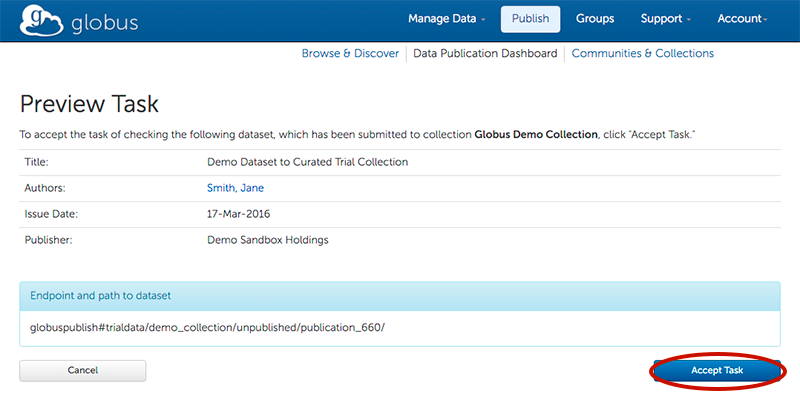 globus
Manage Data Publish Groups Support Account
Browse & Discover Data Publication Dashboard Communities & Collections
Preview Task
To accept the task of checking the following dataset, which has been submitted to collection Globus Demo Collection, click "Accept Task."
Title: Demo Dataset to Curated Trial Collection
Authors: Smith, Jane
Issue Date: 17-Mar-2016
Publisher: Demo Sandbox Holdings
Endpoint and path to dataset
globuspublish#trialdata/demo_collection/unpublished/publication_660/
Cancel Accept Task